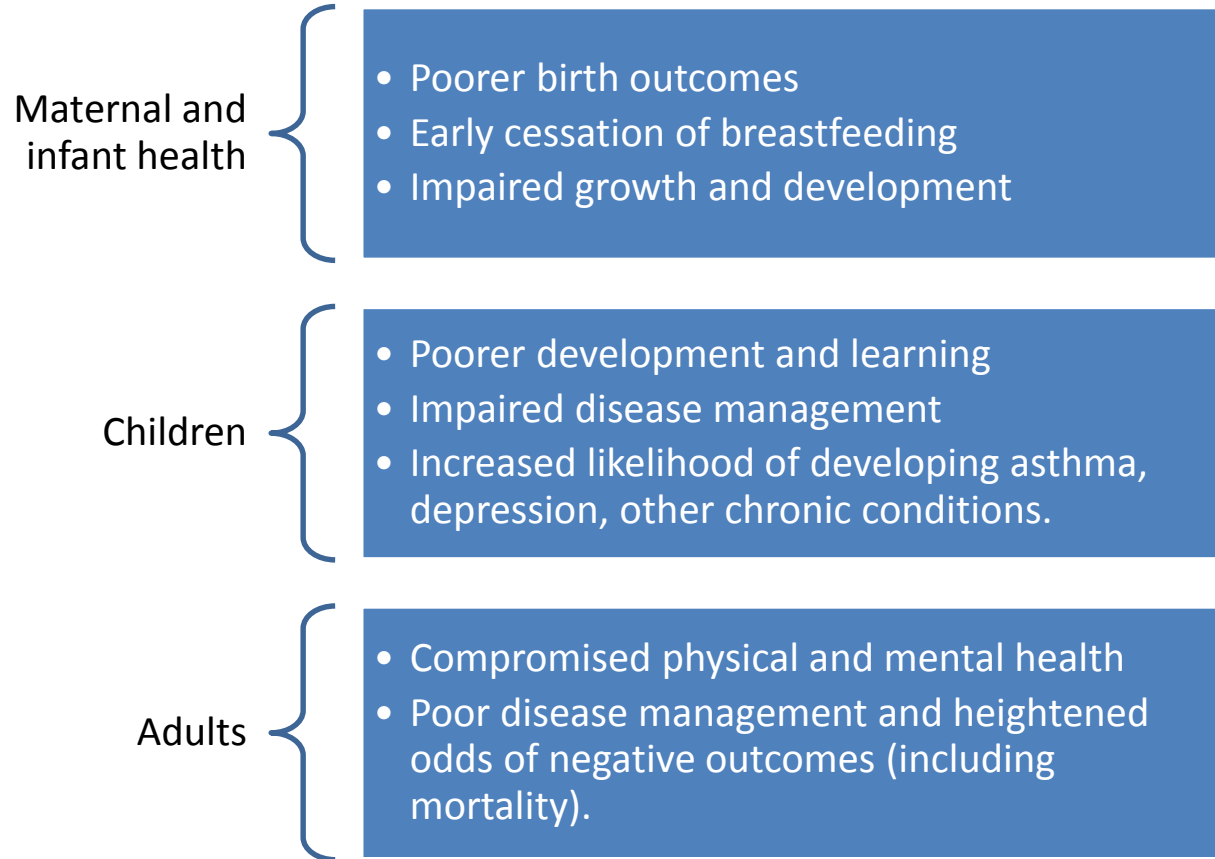 Maternal and
infant health
• Poorer birth outcomes
• Early cessation of breastfeeding
• Impaired growth and development
Children
• Poorer development and learning
• Impaired disease management
• Increased likelihood of developing asthma,
depression, other chronic conditions.
Adults
• Compromised physical and mental health
• Poor disease management and heightened
odds of negative outcomes (including
mortality).